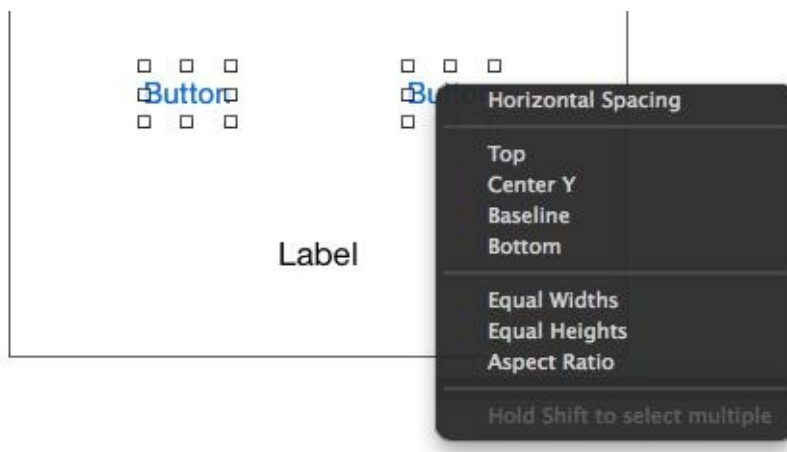 Button
Button
Horizontal Spacing
Top
Center Y
Baseline
Bottom
Label
Equal Widths
Equal Heights
Aspect Ratio
Hold Shift to select multiple